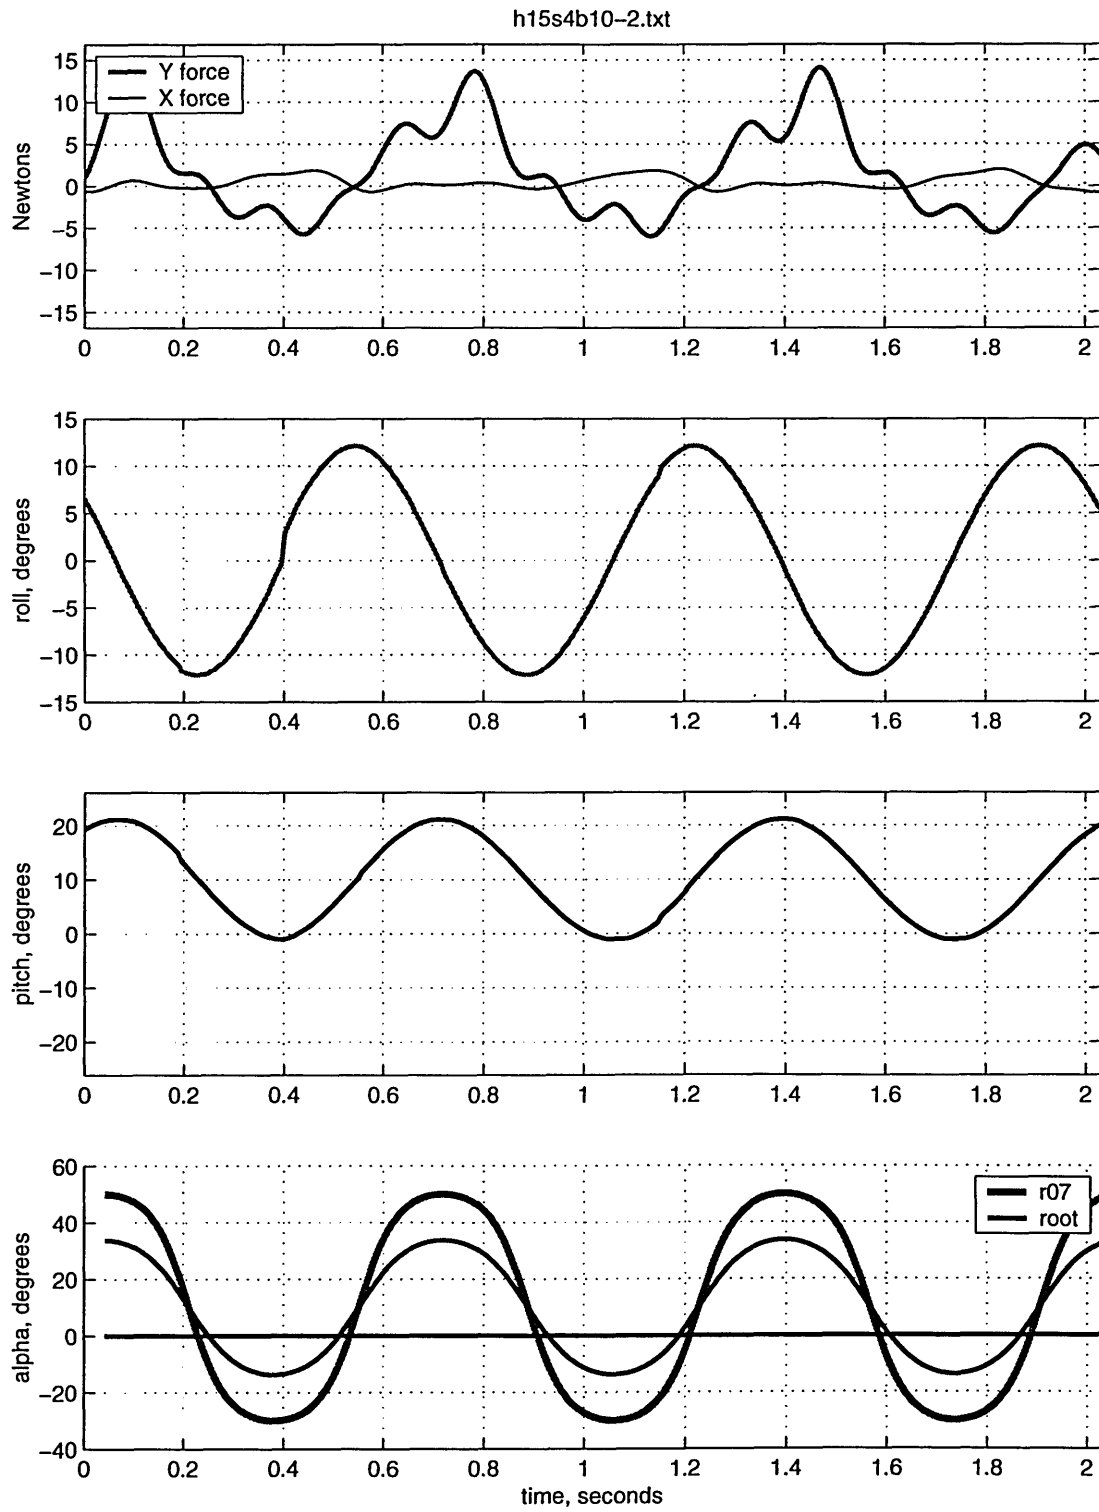 h15s4b10−2.txt
15
10
5
0
−5
−10
−15
Newtons
Y force
X force
0 0.2 0.4 0.6 0.8 1 1.2 1.4 1.6 1.8 2
15
10
5
0
−5
−10
−15
roll, degrees
0 0.2 0.4 0.6 0.8 1 1.2 1.4 1.6 1.8 2
20
10
0
−10
−20
pitch, degrees
0 0.2 0.4 0.6 0.8 1 1.2 1.4 1.6 1.8 2
60
40
20
0
−20
−40
alpha, degrees
r07
root
0 0.2 0.4 0.6 0.8 1 1.2 1.4 1.6 1.8 2
time, seconds